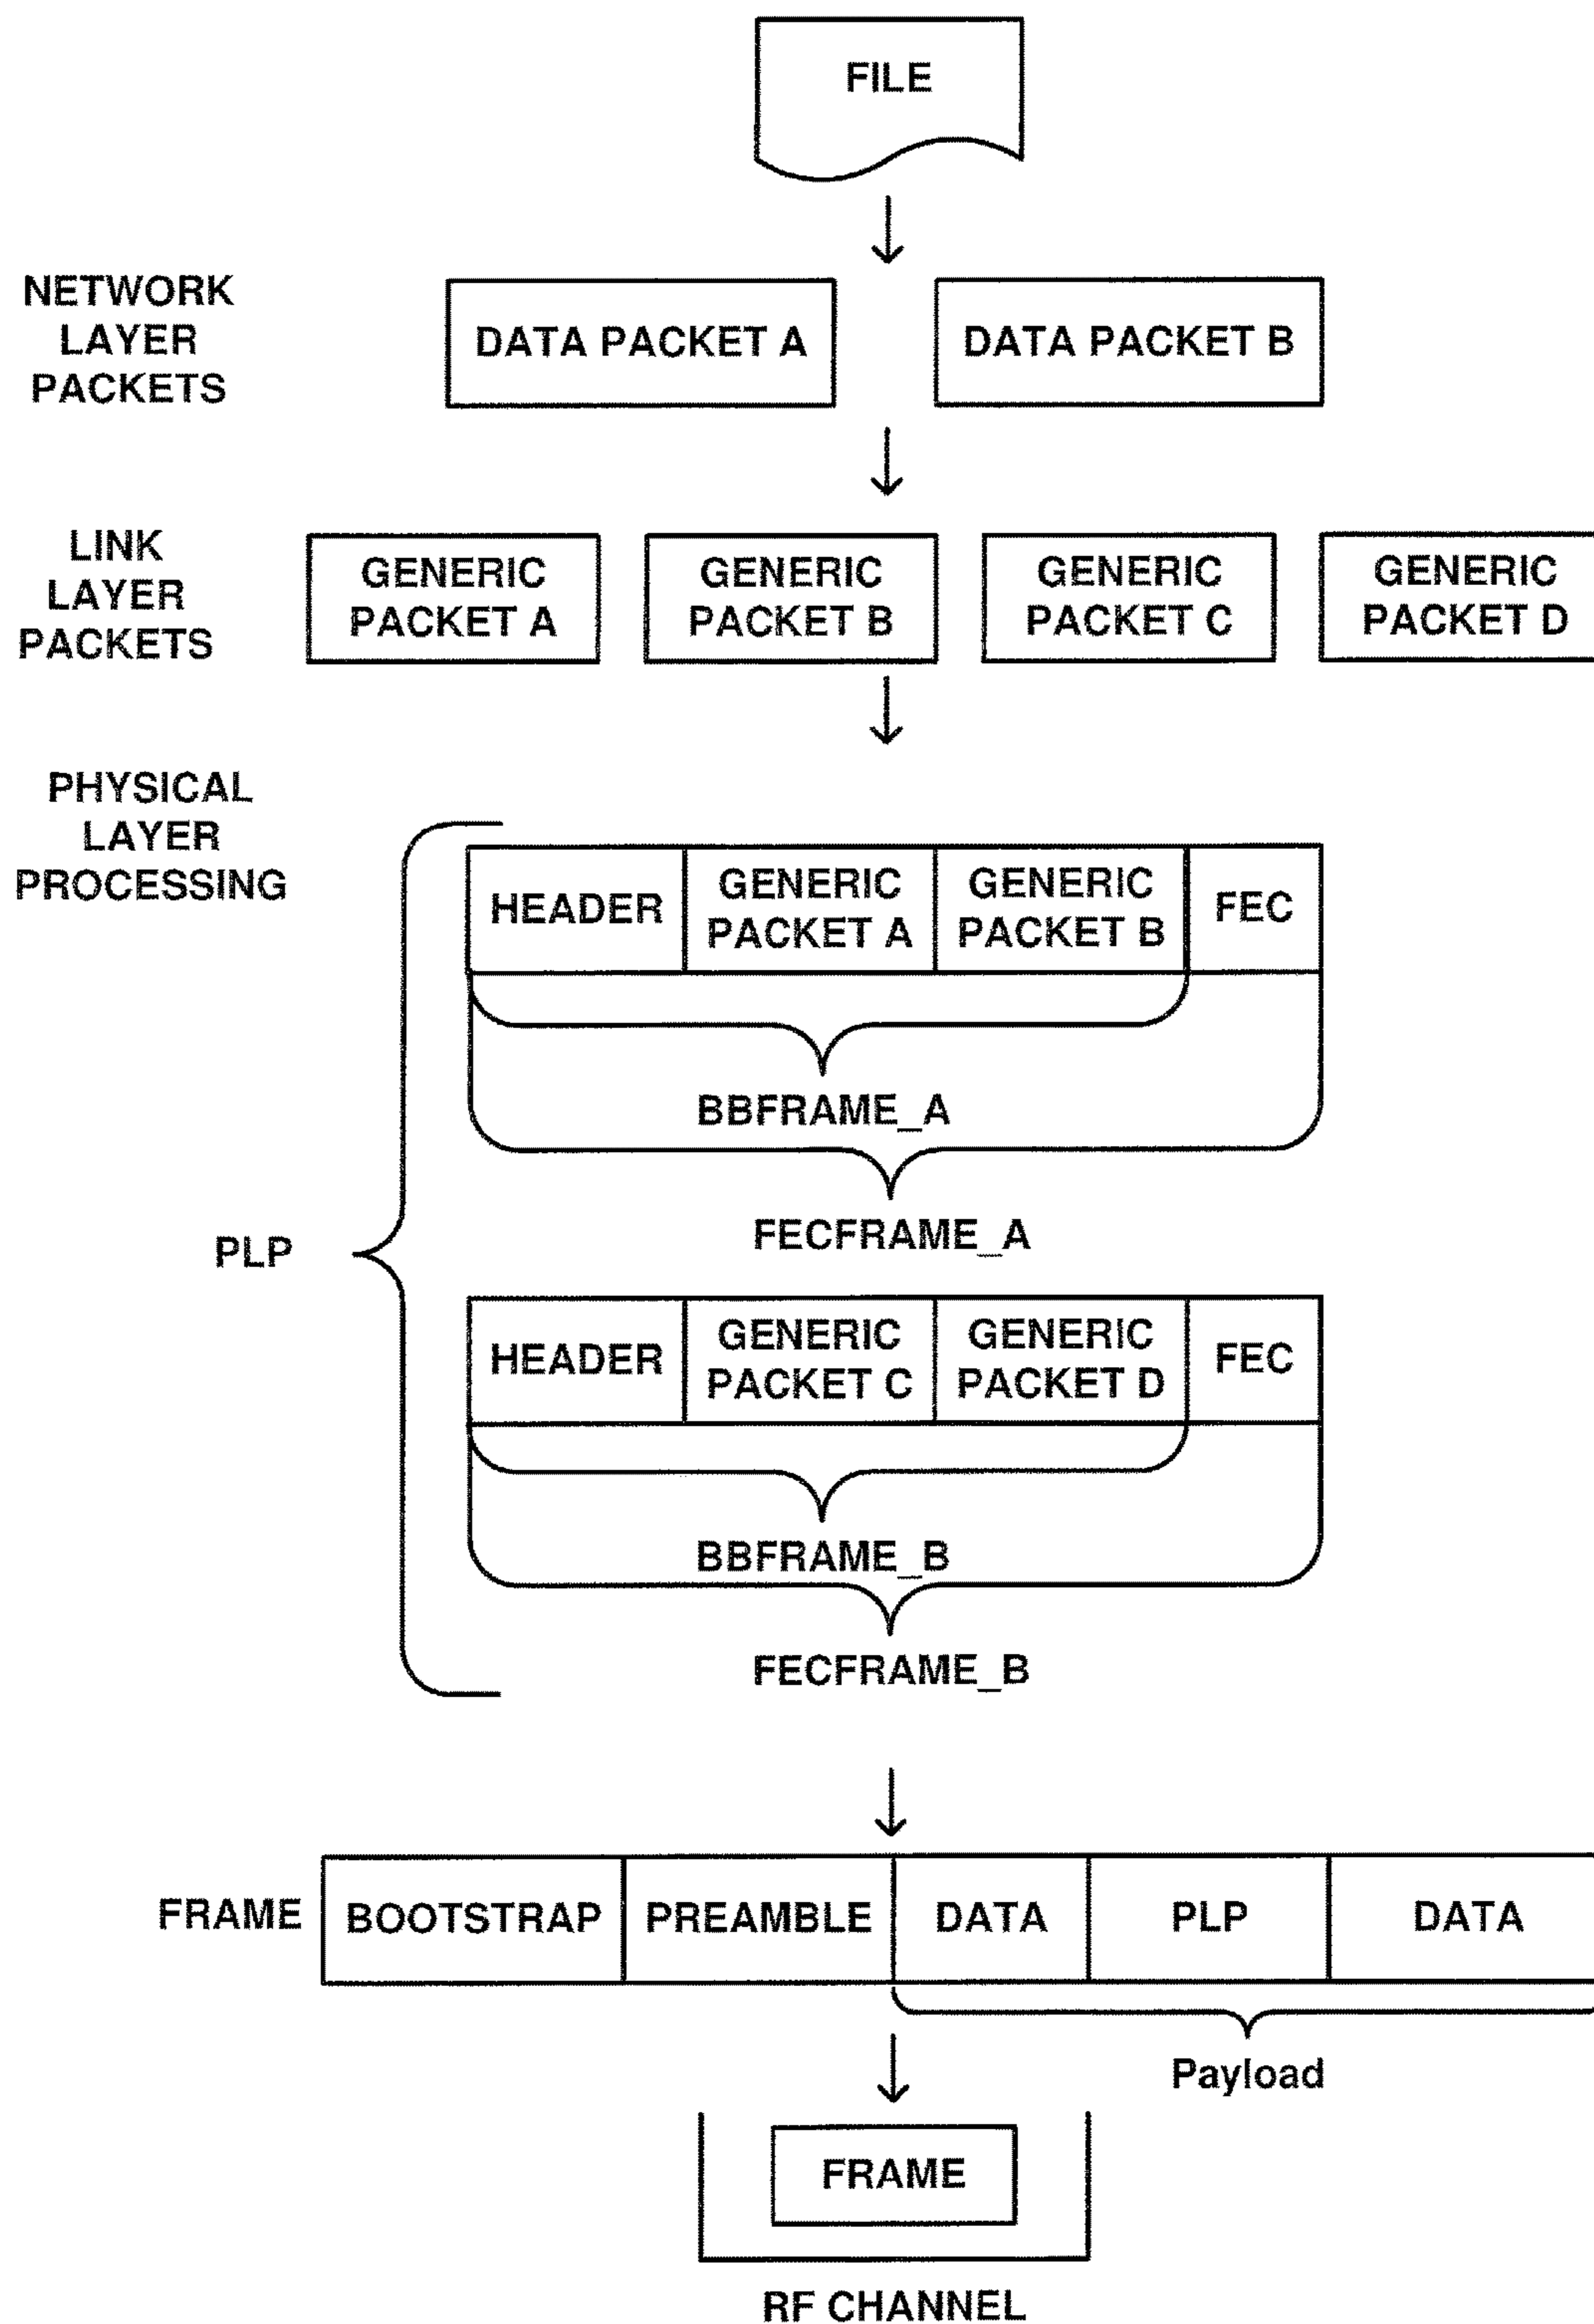 FILE
NETWORK
LAYER
PACKETS
DATA PACKET A
DATA PACKET B
LINK
LAYER
PACKETS
GENERIC
PACKET A
GENERIC
PACKET B
GENERIC
PACKET C
GENERIC
PACKET D
PHYSICAL
LAYER
PROCESSING
HEADER
GENERIC
PACKET A
GENERIC
PACKET B
FEC
BBFRAME_A
FECFRAME_A
PLP
HEADER
GENERIC
PACKET C
GENERIC
PACKET D
FEC
BBFRAME_B
FECFRAME_B
FRAME
BOOTSTRAP
PREAMBLE
DATA
PLP
DATA
Payload
FRAME
RF CHANNEL